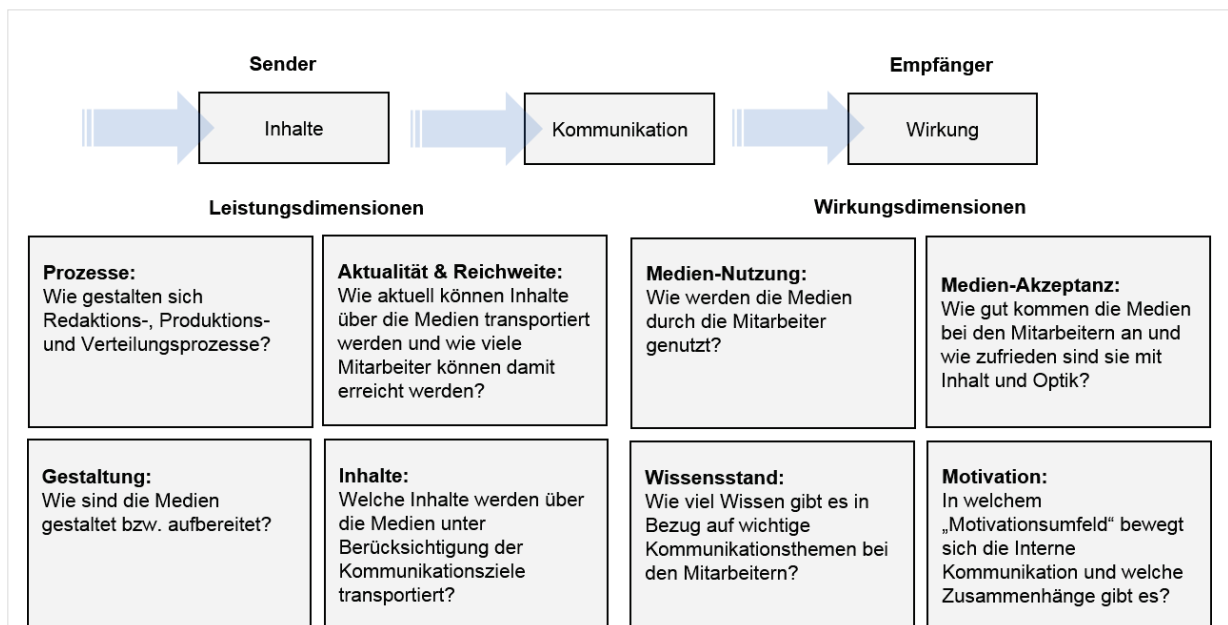 Sender
Empfänger
Inhalte
Kommunikation
Wirkung
Leistungsdimensionen
Wirkungsdimensionen
Prozesse:
Wie gestalten sich
Redaktions-, Produktions-
und Verteilungsprozesse?
Aktualität & Reichweite:
Wie aktuell können Inhalte
über die Medien transportiert
werden und wie viele
Mitarbeiter können damit
erreicht werden?
Medien-Nutzung:
Wie werden die Medien
durch die Mitarbeiter
genutzt?
Medien-Akzeptanz:
Wie gut kommen die Medien
bei den Mitarbeitern an und
wie zufrieden sind sie mit
Inhalt und Optik?
Gestaltung:
Wie sind die Medien
gestaltet bzw. aufbereitet?
Inhalte:
Welche Inhalte werden über
die Medien unter
Berücksichtigung der
Kommunikationsziele
transportiert?
Wissensstand:
Wie viel Wissen gibt es in
Bezug auf wichtige
Kommunikationsthemen bei
den Mitarbeitern?
Motivation:
In welchem
„Motivationsumfeld“ bewegt
sich die Interne
Kommunikation und welche
Zusammenhänge gibt es?